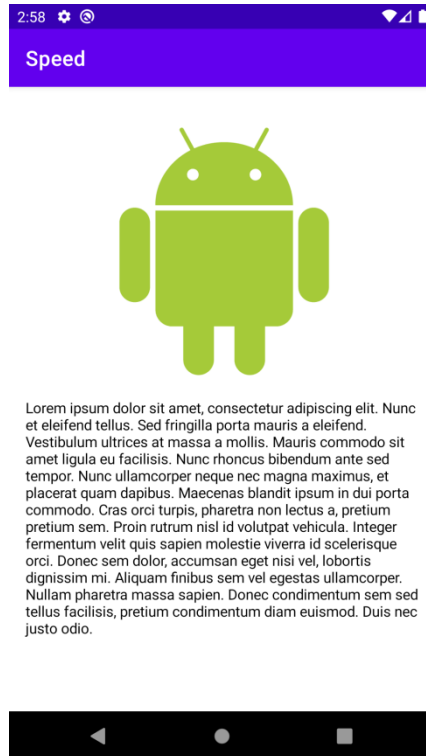 2:58
Speed
Lorem ipsum dolor sit amet, consectetur adipiscing elit. Nunc
et eleifend tellus. Sed fringilla porta mauris a eleifend.
Vestibulum ultrices at massa a mollis. Mauris commodo sit
amet ligula eu facilisis. Nunc rhoncus bibendum ante sed
tempor. Nunc ullamcorper neque nec magna maximus, et
placerat quam dapibus. Maecenas blandit ipsum in dui porta
commodo. Cras orci turpis, pharetra non lectus a, pretium
pretium sem. Proin rutrum nisl id volutpat vehicula. Integer
fermentum velit quis sapien molestie viverra id scelerisque
orci. Donec sem dolor, accumsan eget nisi vel, lobortis
dignissim mi. Aliquam finibus sem vel egestas ullamcorper.
Nullam pharetra massa sapien. Donec condimentum sem sed
tellus facilisis, pretium condimentum diam euismod. Duis nec
justo odio.